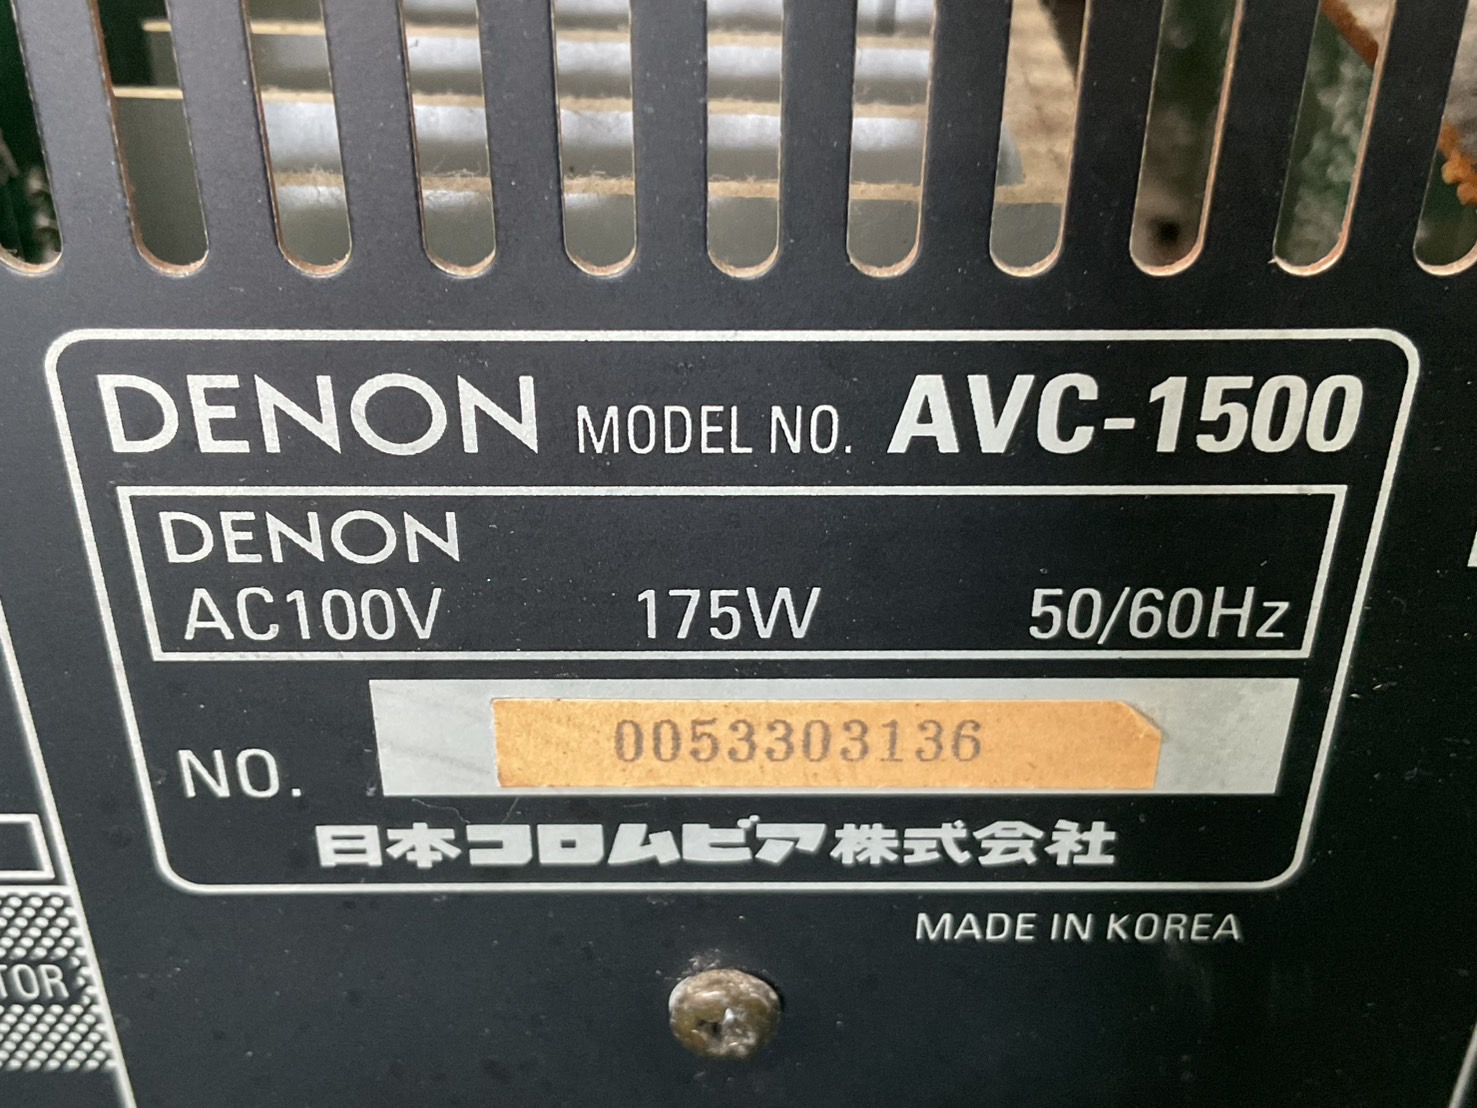 DENON MODEL NO. AVC-1500
DENON
AC100V 175W 50/60Hz
NO. 0053303136
日本コロムビア株式会社
MADE IN KOREA
TOR